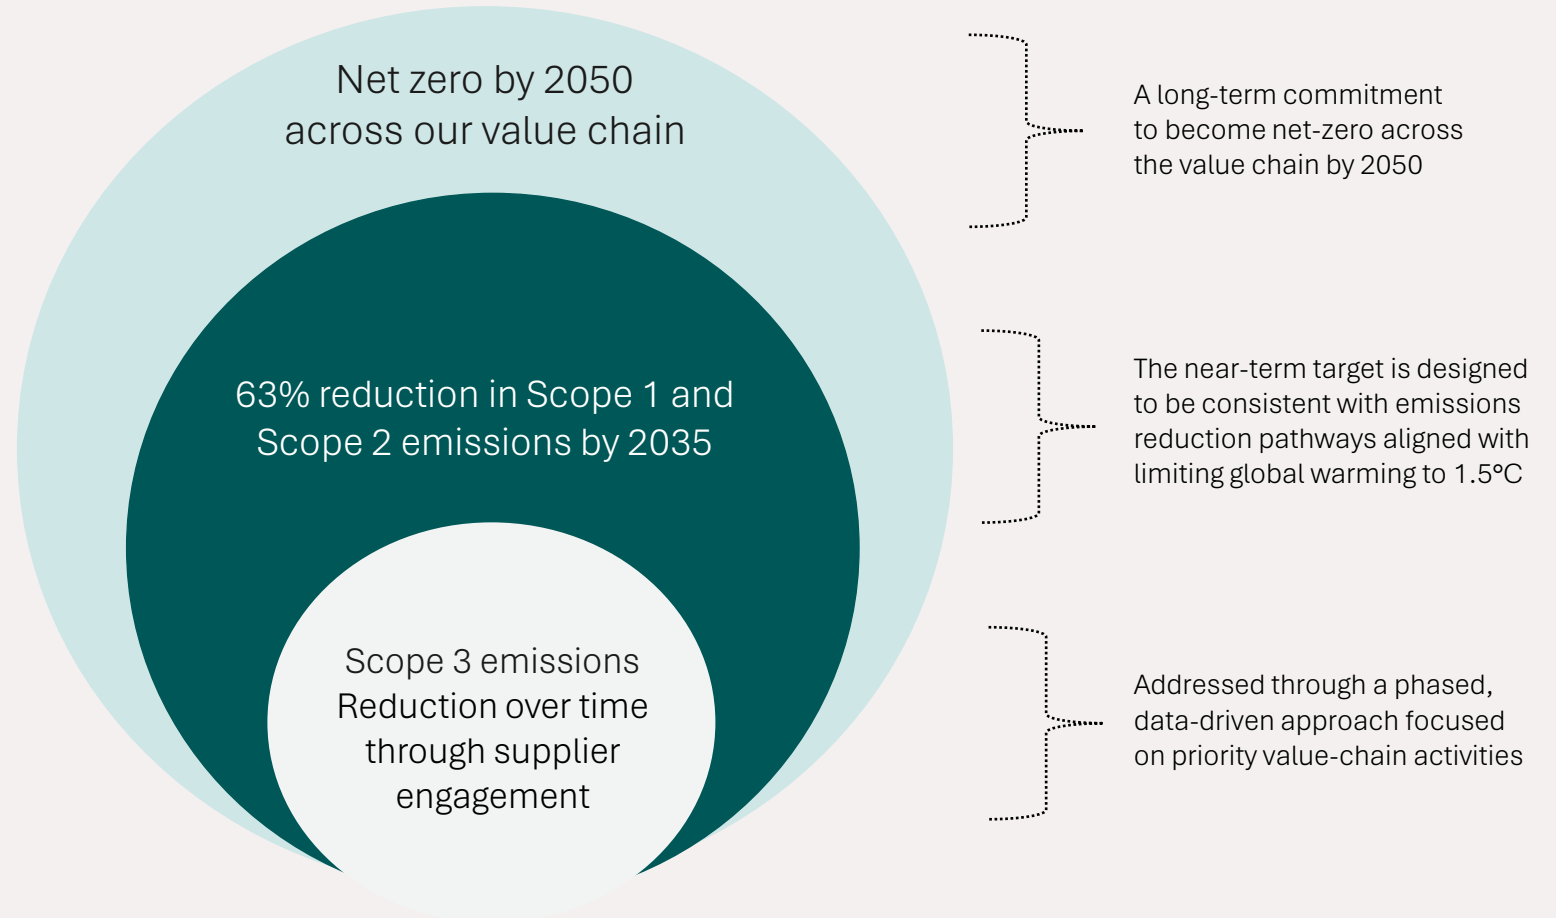 Net zero by 2050
across our value chain
A long-term commitment
to become net-zero across
the value chain by 2050
63% reduction in Scope 1 and
Scope 2 emissions by 2035
The near-term target is designed
to be consistent with emissions
reduction pathways aligned with
limiting global warming to 1.5°C
Scope 3 emissions
Reduction over time
through supplier
engagement
Addressed through a phased,
data-driven approach focused
on priority value-chain activities